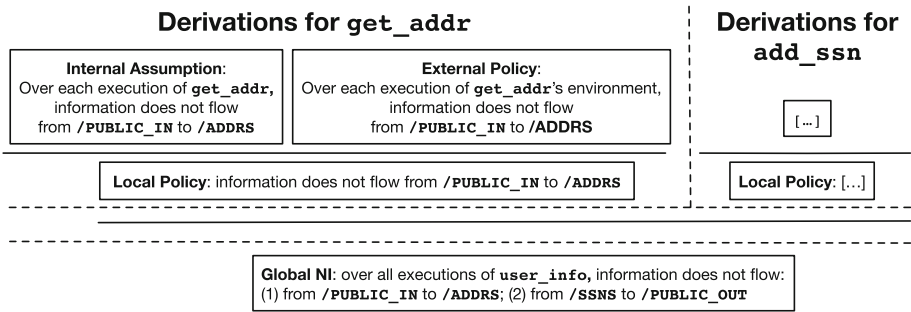 Derivations for get_addr
Derivations for
add_ssn
Internal Assumption:
Over each execution of get_addr,
information does not flow
from /PUBLIC_IN to /ADDRS
External Policy:
Over each execution of get_addr's environment,
information does not flow
from /PUBLIC_IN to /ADDRS
[…]
Local Policy: information does not flow from /PUBLIC_IN to /ADDRS
Local Policy: […]
Global NI: over all executions of user_info, information does not flow:
(1) from /PUBLIC_IN to /ADDRS; (2) from /SSNS to /PUBLIC_OUT